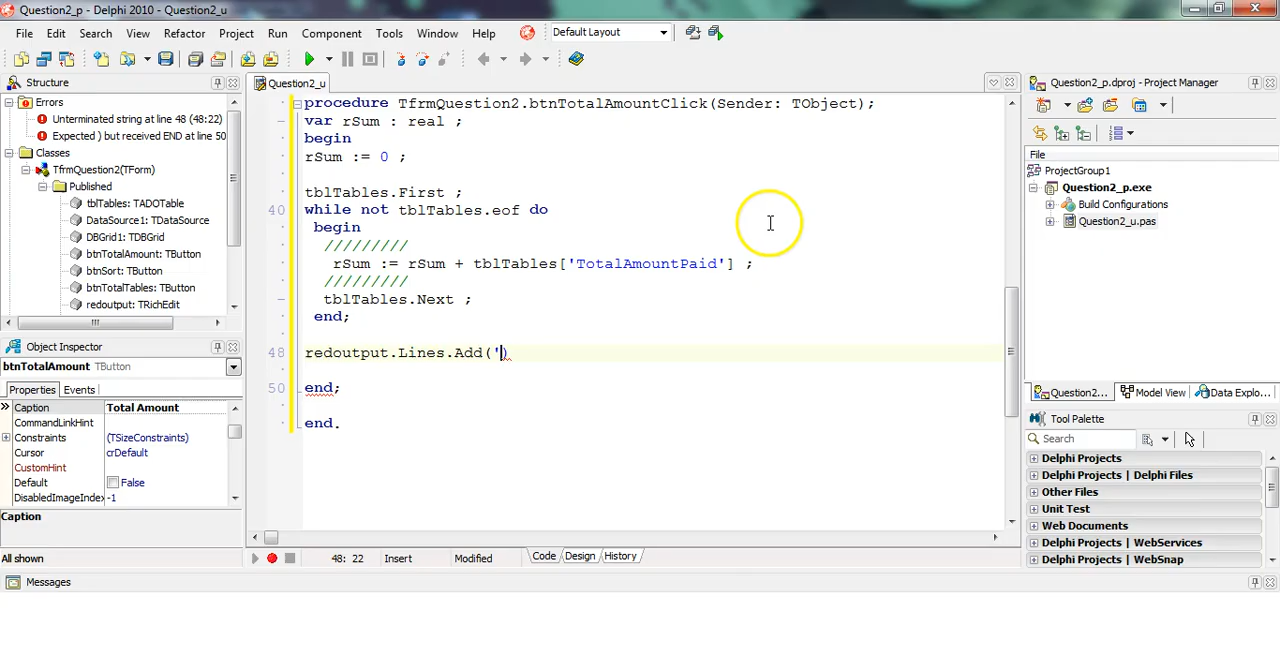 Question2_p - Delphi 2010 - Question2_u
File Edit Search View Refactor Project Run Component Tools Window Help Default Layout
Structure
Errors
Unterminated string at line 48 (48:22)
Expected ) but received END at line 50
Classes
TfrmQuestion2(TForm)
Published
tblTables: TADOTable
DataSource1: TDataSource
DBGrid1: TDBGrid
btnTotalAmount: TButton
btnSort: TButton
btnTotalTables: TButton
redoutput: TRichEdit
Object Inspector
btnTotalAmount TButton
Properties Events
Caption Total Amount
CommandLinkHint
Constraints (TSizeConstraints)
Cursor crDefault
CustomHint
Default False
DisabledImageIndex -1
Caption
All shown
Question2_u
procedure TfrmQuestion2.btnTotalAmountClick(Sender: TObject);
var rSum : real ;
begin
rSum := 0 ;
tblTables.First ;
40 while not tblTables.eof do
begin
/////////
rSum := rSum + tblTables['TotalAmountPaid'] ;
/////////
tblTables.Next ;
end;
48 redoutput.Lines.Add(')
50 end;
end.
48: 22 Insert Modified Code Design History
Question2_p.dproj - Project Manager
File
ProjectGroup1
Question2_p.exe
Build Configurations
Question2_u.pas
Question2... Model View Data Explo...
Tool Palette
Search
Delphi Projects
Delphi Projects | Delphi Files
Other Files
Unit Test
Web Documents
Delphi Projects | WebServices
Delphi Projects | WebSnap
Messages